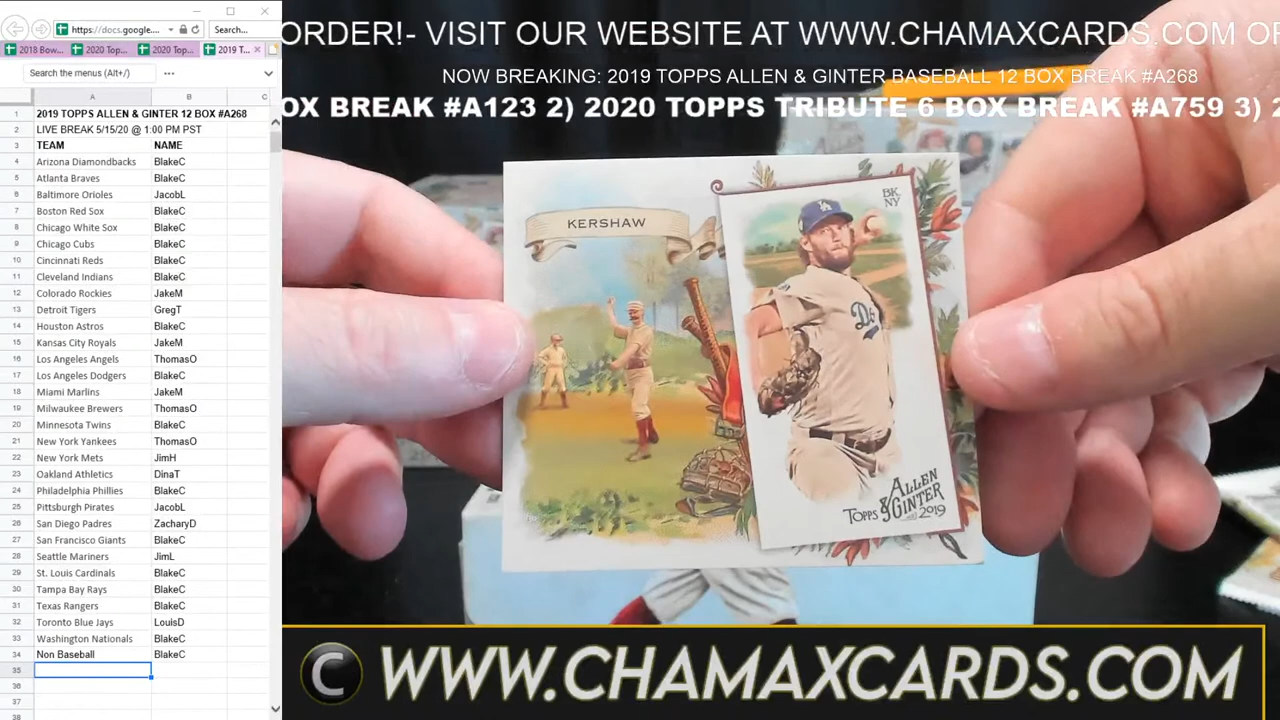 https://docs.google....
Search...
2018 Bow...
2020 Top...
2020 Top...
2019 T...
Search the menus (Alt+/)
A B C
1 2019 TOPPS ALLEN & GINTER 12 BOX #A268
2 LIVE BREAK 5/15/20 @ 1:00 PM PST
3 TEAM NAME
4 Arizona Diamondbacks BlakeC
5 Atlanta Braves BlakeC
6 Baltimore Orioles JacobL
7 Boston Red Sox BlakeC
8 Chicago White Sox BlakeC
9 Chicago Cubs BlakeC
10 Cincinnati Reds BlakeC
11 Cleveland Indians BlakeC
12 Colorado Rockies JakeM
13 Detroit Tigers GregT
14 Houston Astros BlakeC
15 Kansas City Royals JakeM
16 Los Angeles Angels ThomasO
17 Los Angeles Dodgers BlakeC
18 Miami Marlins JakeM
19 Milwaukee Brewers ThomasO
20 Minnesota Twins BlakeC
21 New York Yankees ThomasO
22 New York Mets JimH
23 Oakland Athletics DinaT
24 Philadelphia Phillies BlakeC
25 Pittsburgh Pirates JacobL
26 San Diego Padres ZacharyD
27 San Francisco Giants BlakeC
28 Seattle Mariners JimL
29 St. Louis Cardinals BlakeC
30 Tampa Bay Rays BlakeC
31 Texas Rangers BlakeC
32 Toronto Blue Jays LouisD
33 Washington Nationals BlakeC
34 Non Baseball BlakeC
35
36
37
38
ORDER!- VISIT OUR WEBSITE AT WWW.CHAMAXCARDS.COM OR
NOW BREAKING: 2019 TOPPS ALLEN & GINTER BASEBALL 12 BOX BREAK #A268
OX BREAK #A123 2) 2020 TOPPS TRIBUTE 6 BOX BREAK #A759 3) 2
KERSHAW
BK
NY
LA
Do
ALLEN
TOPPS & GINTER
2019
C WWW.CHAMAXCARDS.COM